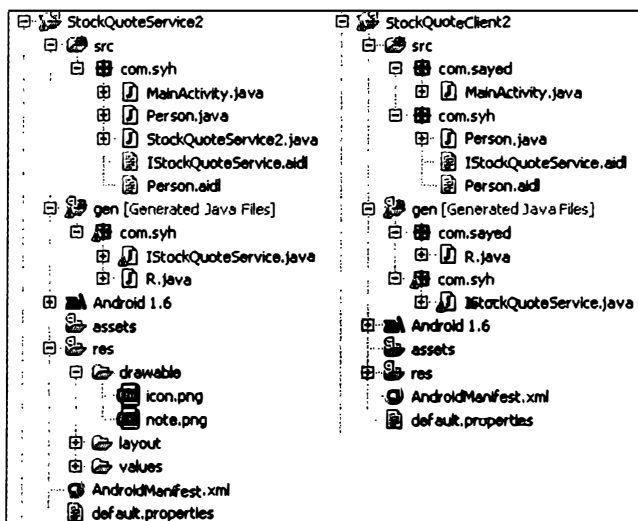 StockQuoteService2
src
com.syh
MainActivity.java
Person.java
StockQuoteService2.java
IStockQuoteService.aidl
Person.aidl
gen [Generated Java Files]
com.syh
IStockQuoteService.java
R.java
Android 1.6
assets
res
drawable
icon.png
note.png
layout
values
AndroidManifest.xml
default.properties
StockQuoteClient2
src
com.sayed
MainActivity.java
com.syh
Person.java
IStockQuoteService.aidl
Person.aidl
gen [Generated Java Files]
com.sayed
R.java
com.syh
IStockQuoteService.java
Android 1.6
assets
res
AndroidManifest.xml
default.properties